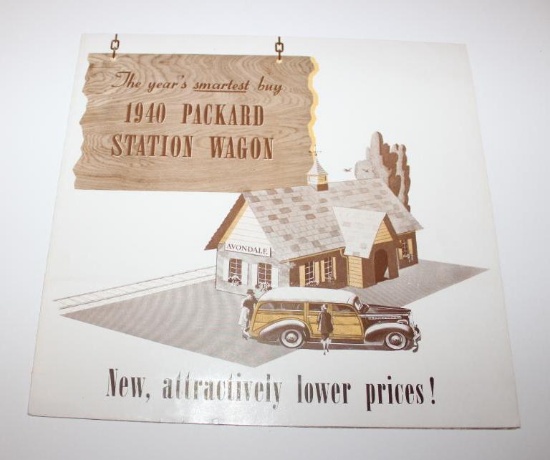 The year's smartest buy
1940 PACKARD
STATION WAGON
AVONDALE
New, attractively lower prices!